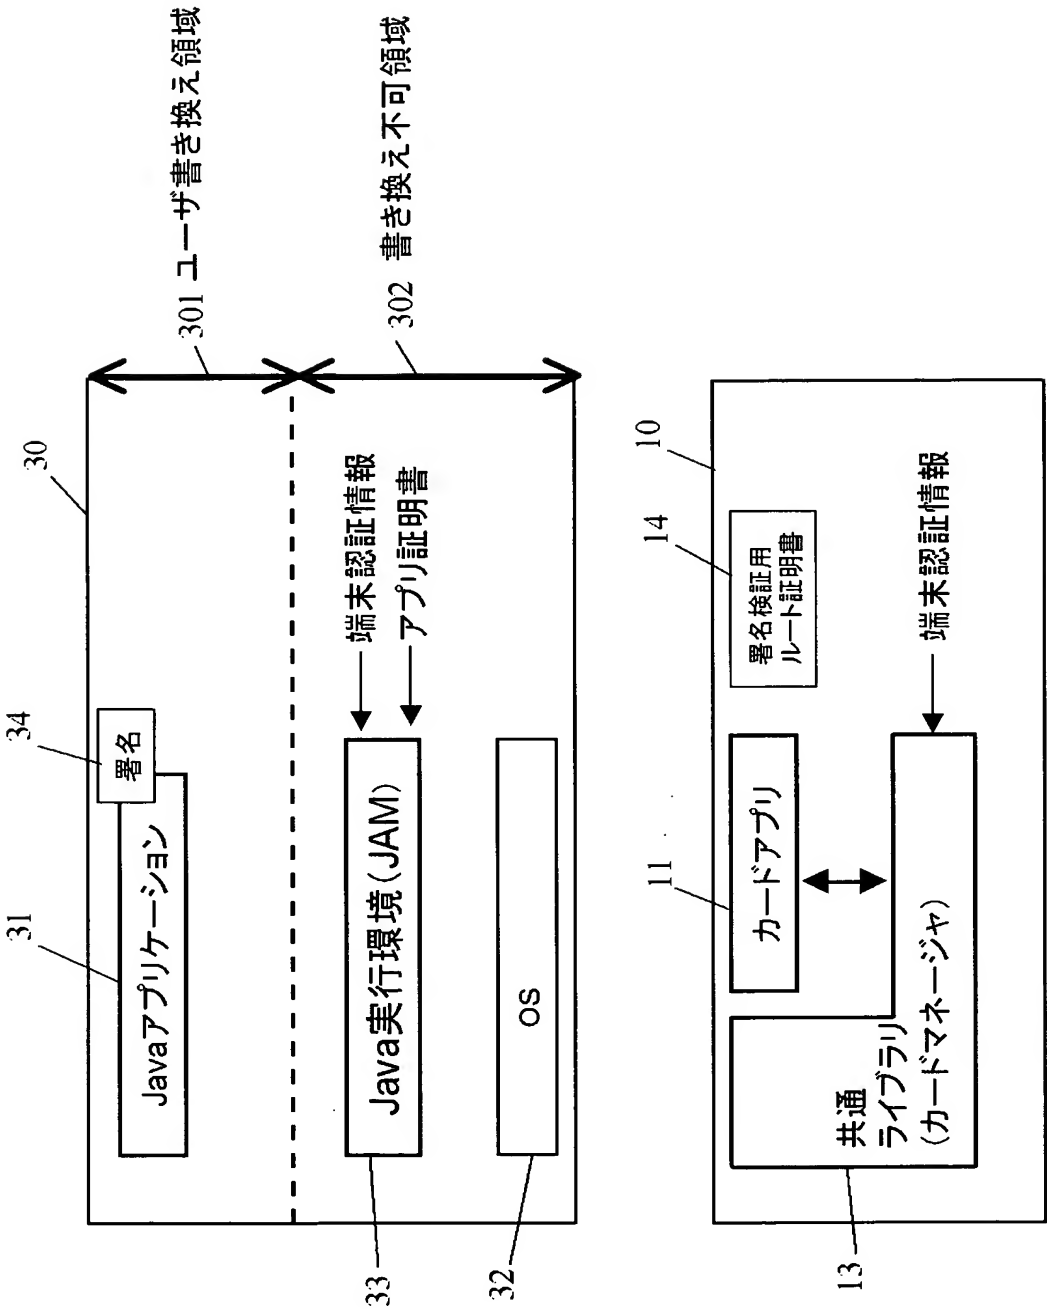 30
301 ユーザ書き換え領域
34
署名
31
Javaアプリケーション
302 書き換え不可領域
端末認証情報
アプリ証明書
33
Java実行環境(JAM)
32
OS
10
14
署名検証用
ルート証明書
11
カードアプリ
端末認証情報
13
共通
ライブラリ
(カードマネージャ)